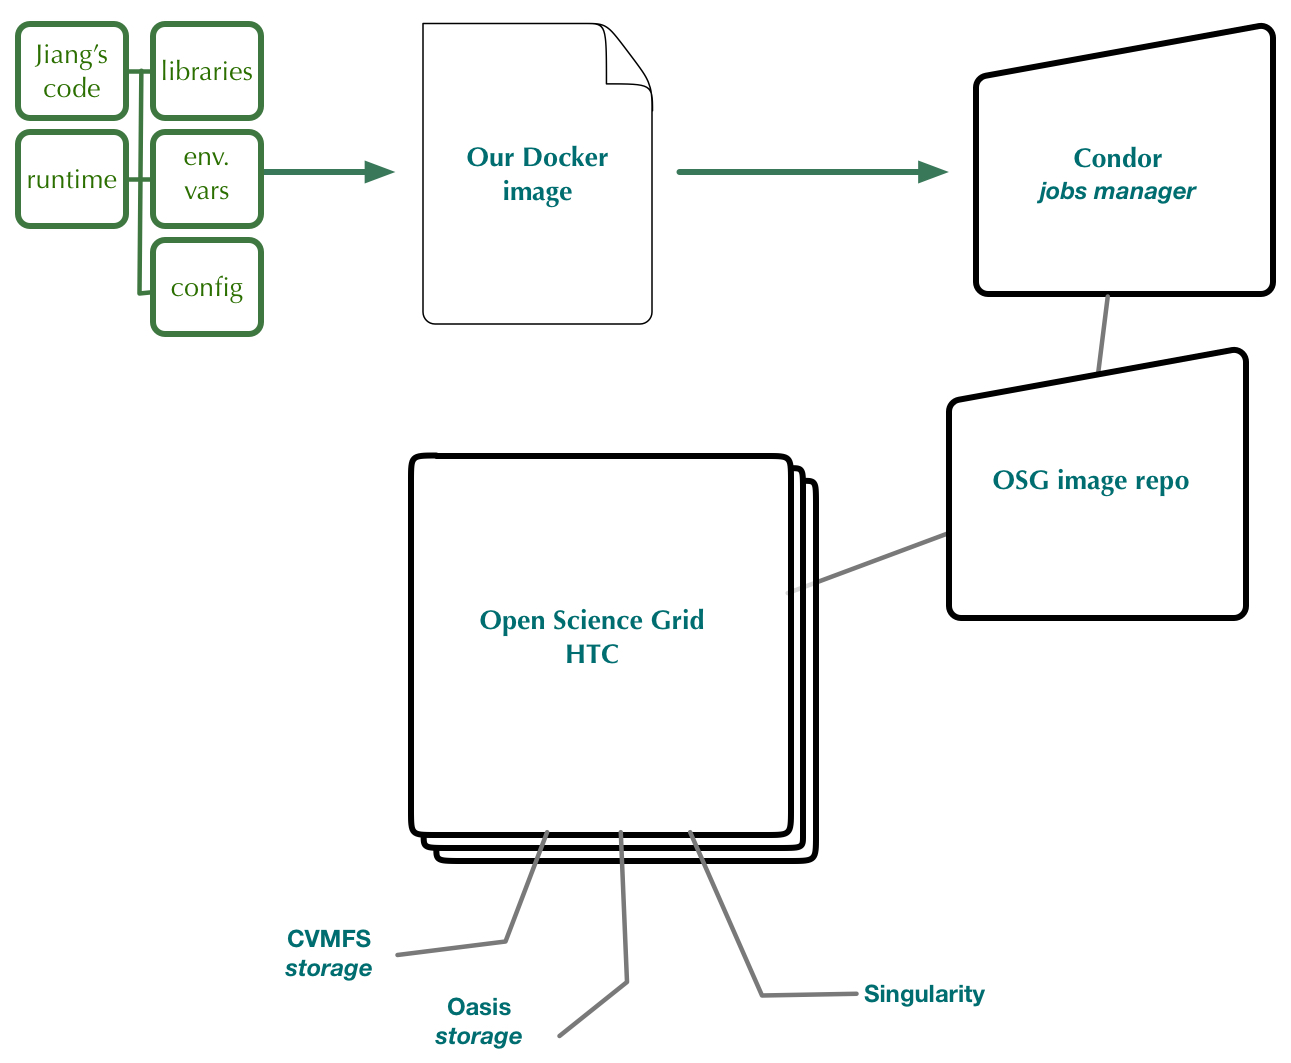 Jiang's
code
libraries
runtime
env.
vars
config
Our Docker
image
Condor
jobs manager
OSG image repo
Open Science Grid
HTC
CVMFS
storage
Oasis
storage
Singularity